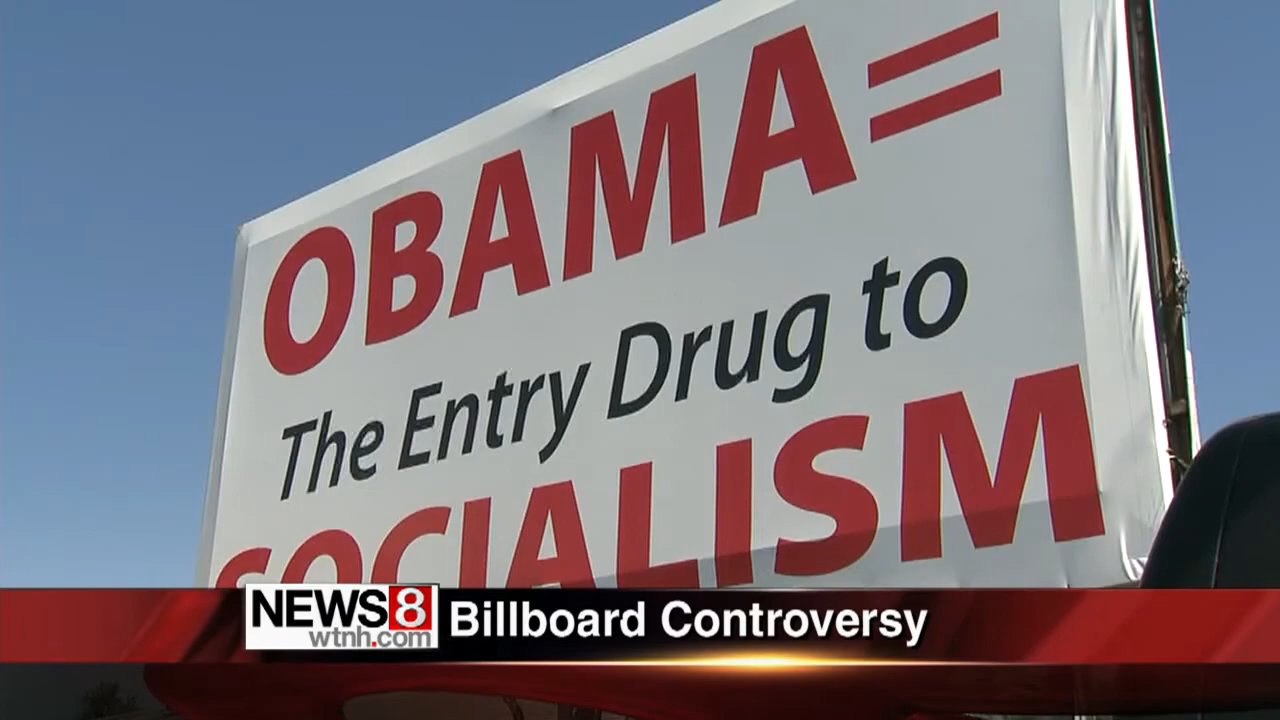 OBAMA=
The Entry Drug to
SOCIALISM
NEWS8 Billboard Controversy
wtnh.com